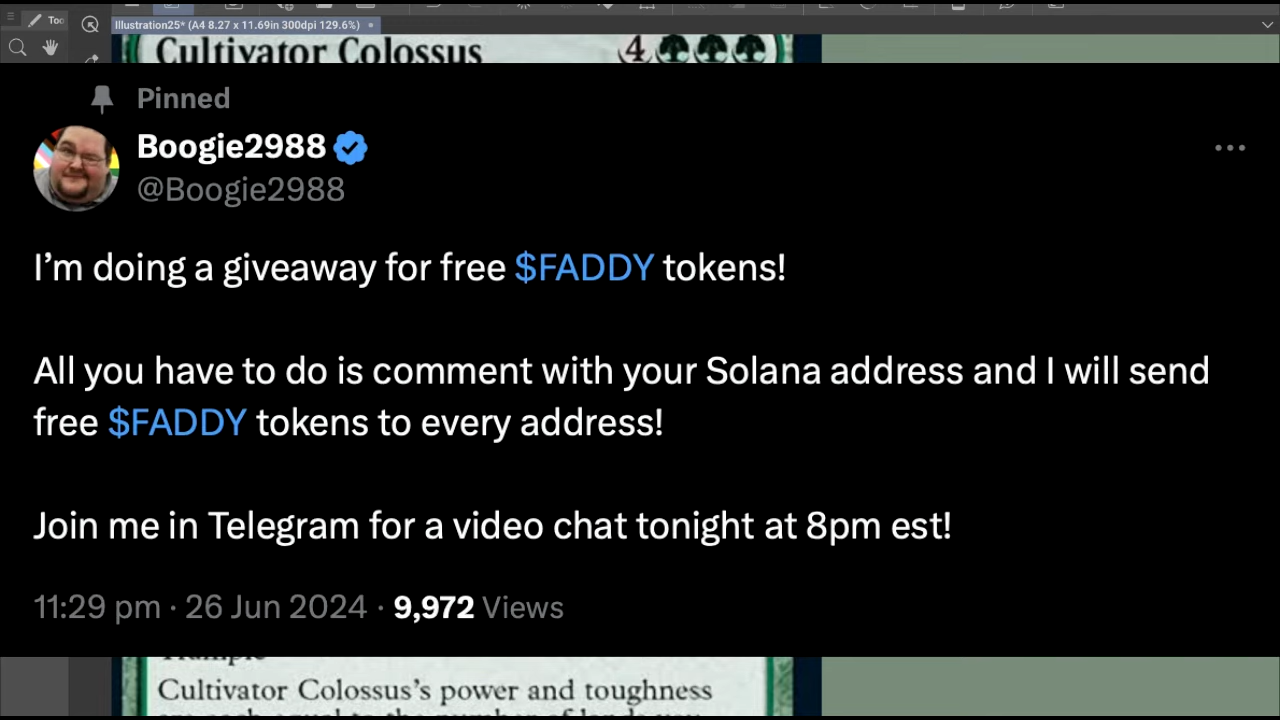 Too
Illustration25* (A4 8.27 x 11.69in 300dpi 129.6%)
Cultivator Colossus 4
Pinned
Boogie2988
@Boogie2988
I’m doing a giveaway for free $FADDY tokens!
All you have to do is comment with your Solana address and I will send
free $FADDY tokens to every address!
Join me in Telegram for a video chat tonight at 8pm est!
11:29 pm · 26 Jun 2024 · 9,972 Views
Cultivator Colossus’s power and toughness